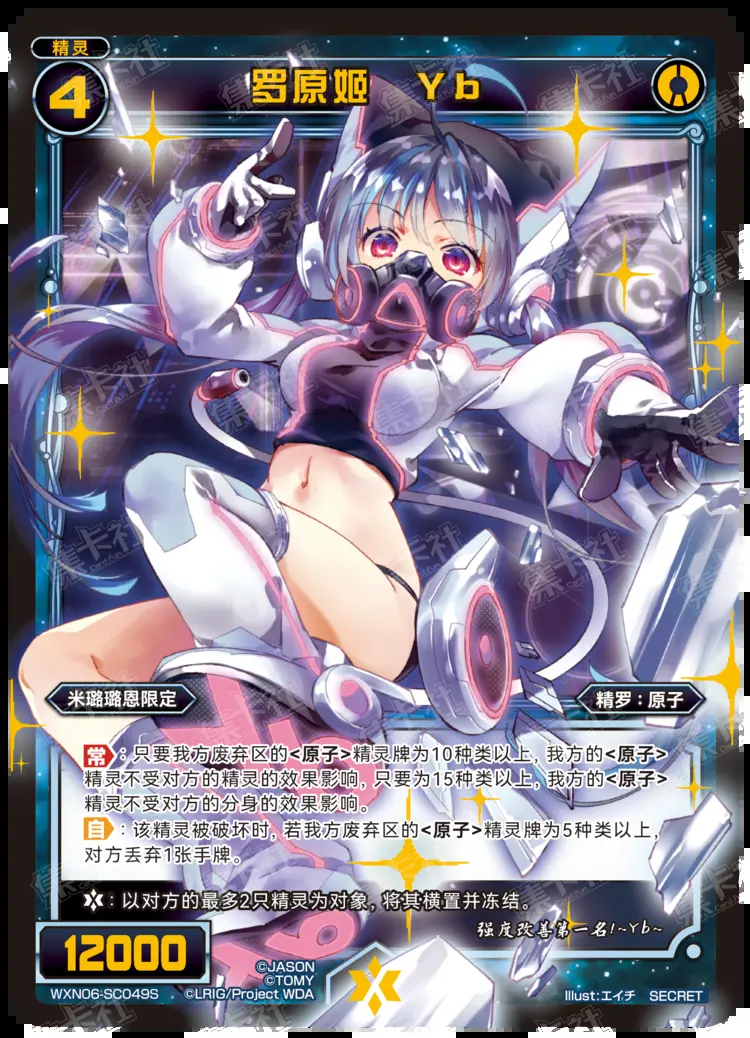 精灵
4
罗原姬 Yb
米璐璐恩限定
精罗：原子
常：只要我方废弃区的<原子>精灵牌为10种类以上，我方的<原子>
精灵不受对方的精灵的效果影响，只要为15种类以上，我方的<原子>
精灵不受对方的分身的效果影响。
自：该精灵被破坏时，若我方废弃区的<原子>精灵牌为5种类以上，
对方丢弃1张手牌。
：以对方的最多2只精灵为对象，将其横置并冻结。
强度改善第一名!~Yb~
12000
©JASON
©TOMY
WXN06-SC049S ©LRIG/Project WDA
Illust:エイチ SECRET
集卡社
card.fun